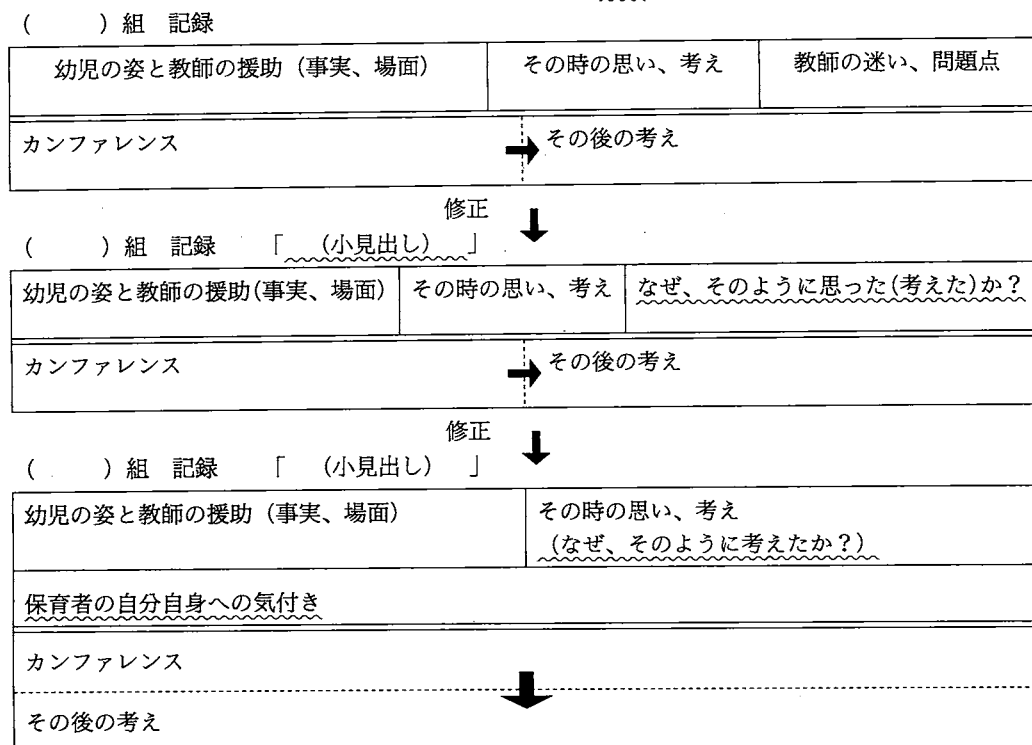 (　　　)組　記録
幼児の姿と教師の援助（事実、場面）　その時の思い、考え　教師の迷い、問題点
カンファレンス　その後の考え
修正
(　　　)組　記録　「　（小見出し）　」
幼児の姿と教師の援助(事実、場面)　その時の思い、考え　なぜ、そのように思った(考えた)か？
カンファレンス　その後の考え
修正
(　　　)組　記録　「　（小見出し）　」
幼児の姿と教師の援助（事実、場面）　その時の思い、考え
（なぜ、そのように考えたか？）
保育者の自分自身への気付き
カンファレンス
その後の考え